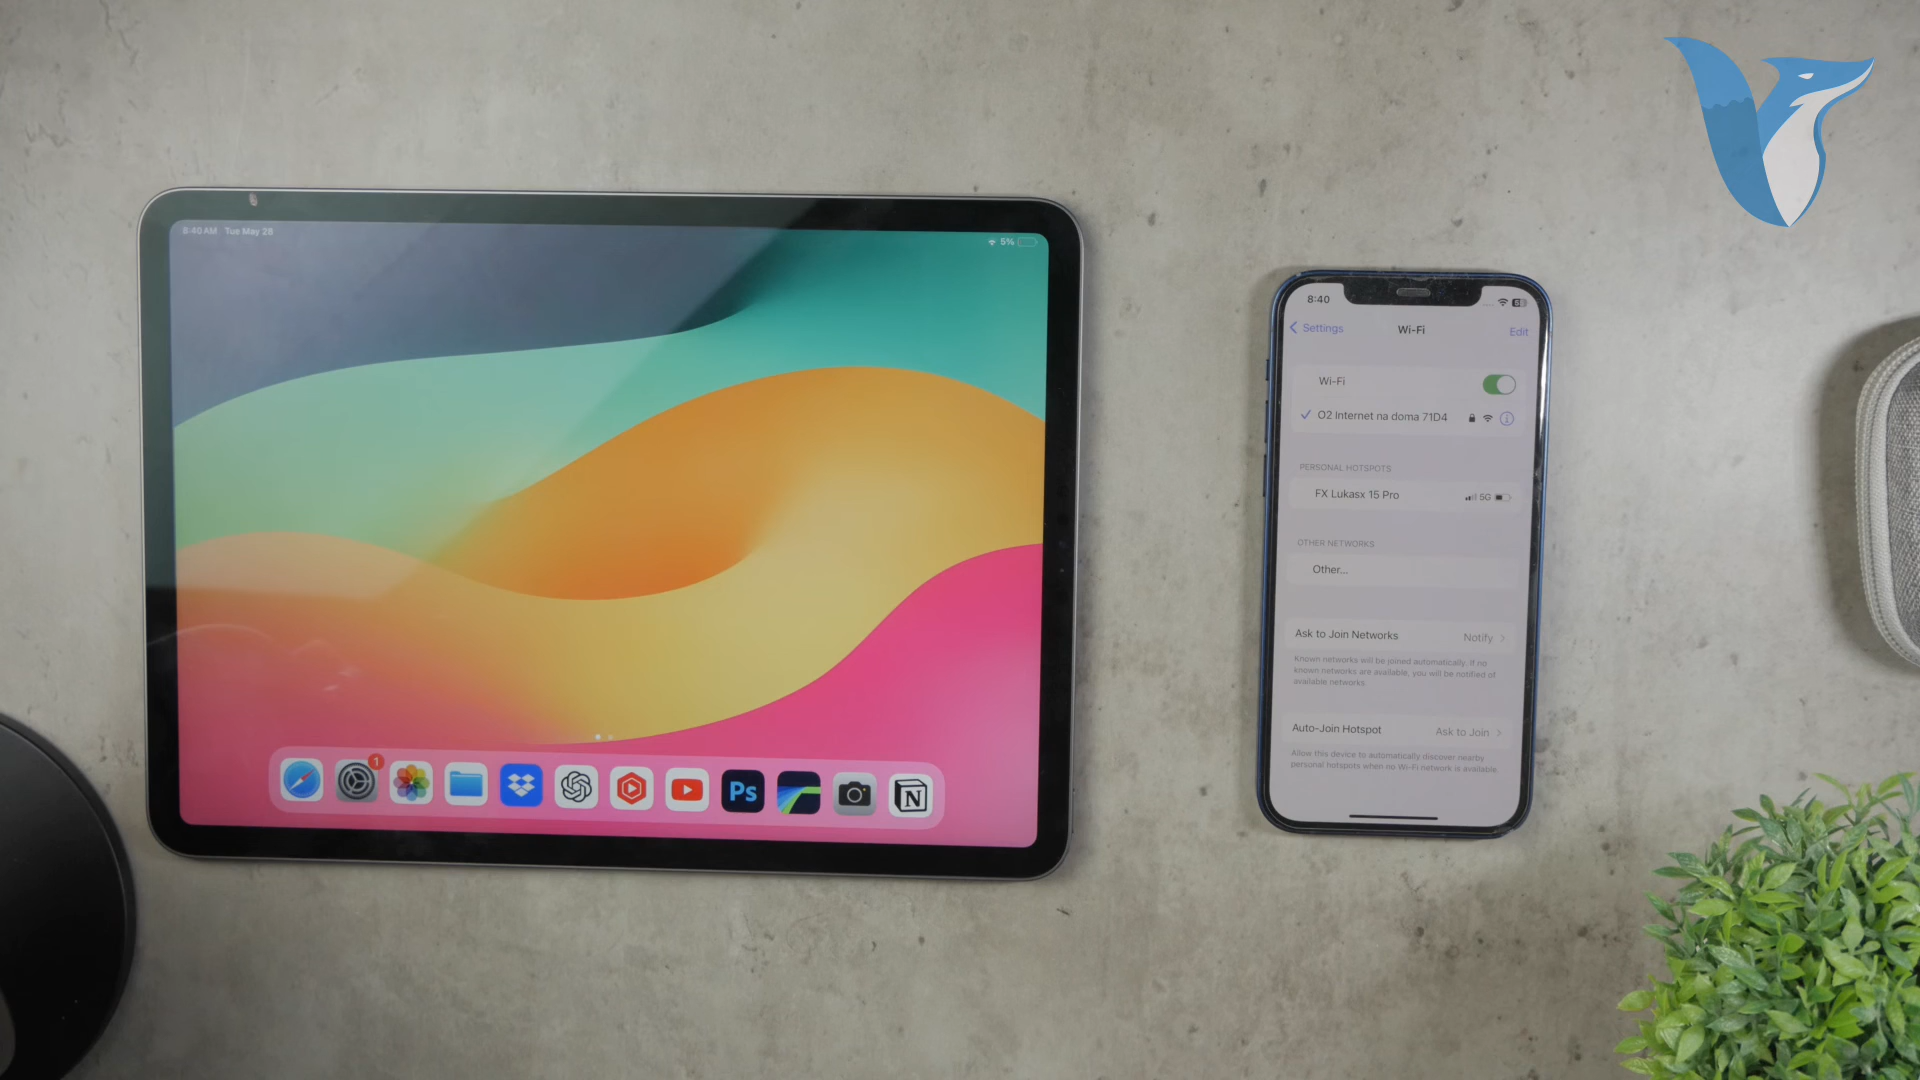 8:40 AM Tue May 28
5%
8:40
Settings
Wi-Fi
Edit
Wi-Fi
O2 Internet na doma 71D4
PERSONAL HOTSPOTS
FX Lukasx 15 Pro
5G
OTHER NETWORKS
Other...
Ask to Join Networks
Notify
Known networks will be joined automatically. If no
known networks are available, you will be notified of
available networks.
Auto-Join Hotspot
Ask to Join
Allow this device to automatically discover nearby
personal hotspots when no Wi-Fi network is available.
1
Ps
N